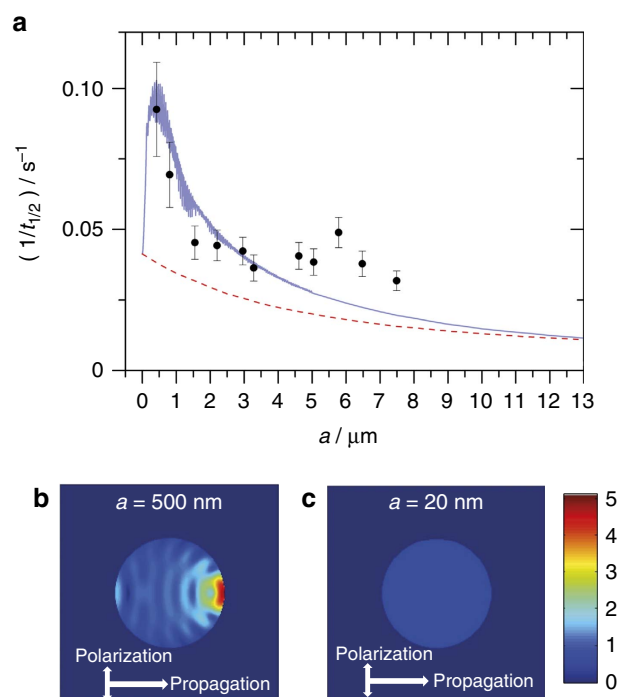 a
(1/t1/2) / s−1
0.10
0.05
0
0 1 2 3 4 5 6 7 8 9 10 11 12 13
a / μm
b
a = 500 nm
Polarization
Propagation
c
a = 20 nm
Polarization
Propagation
5
4
3
2
1
0